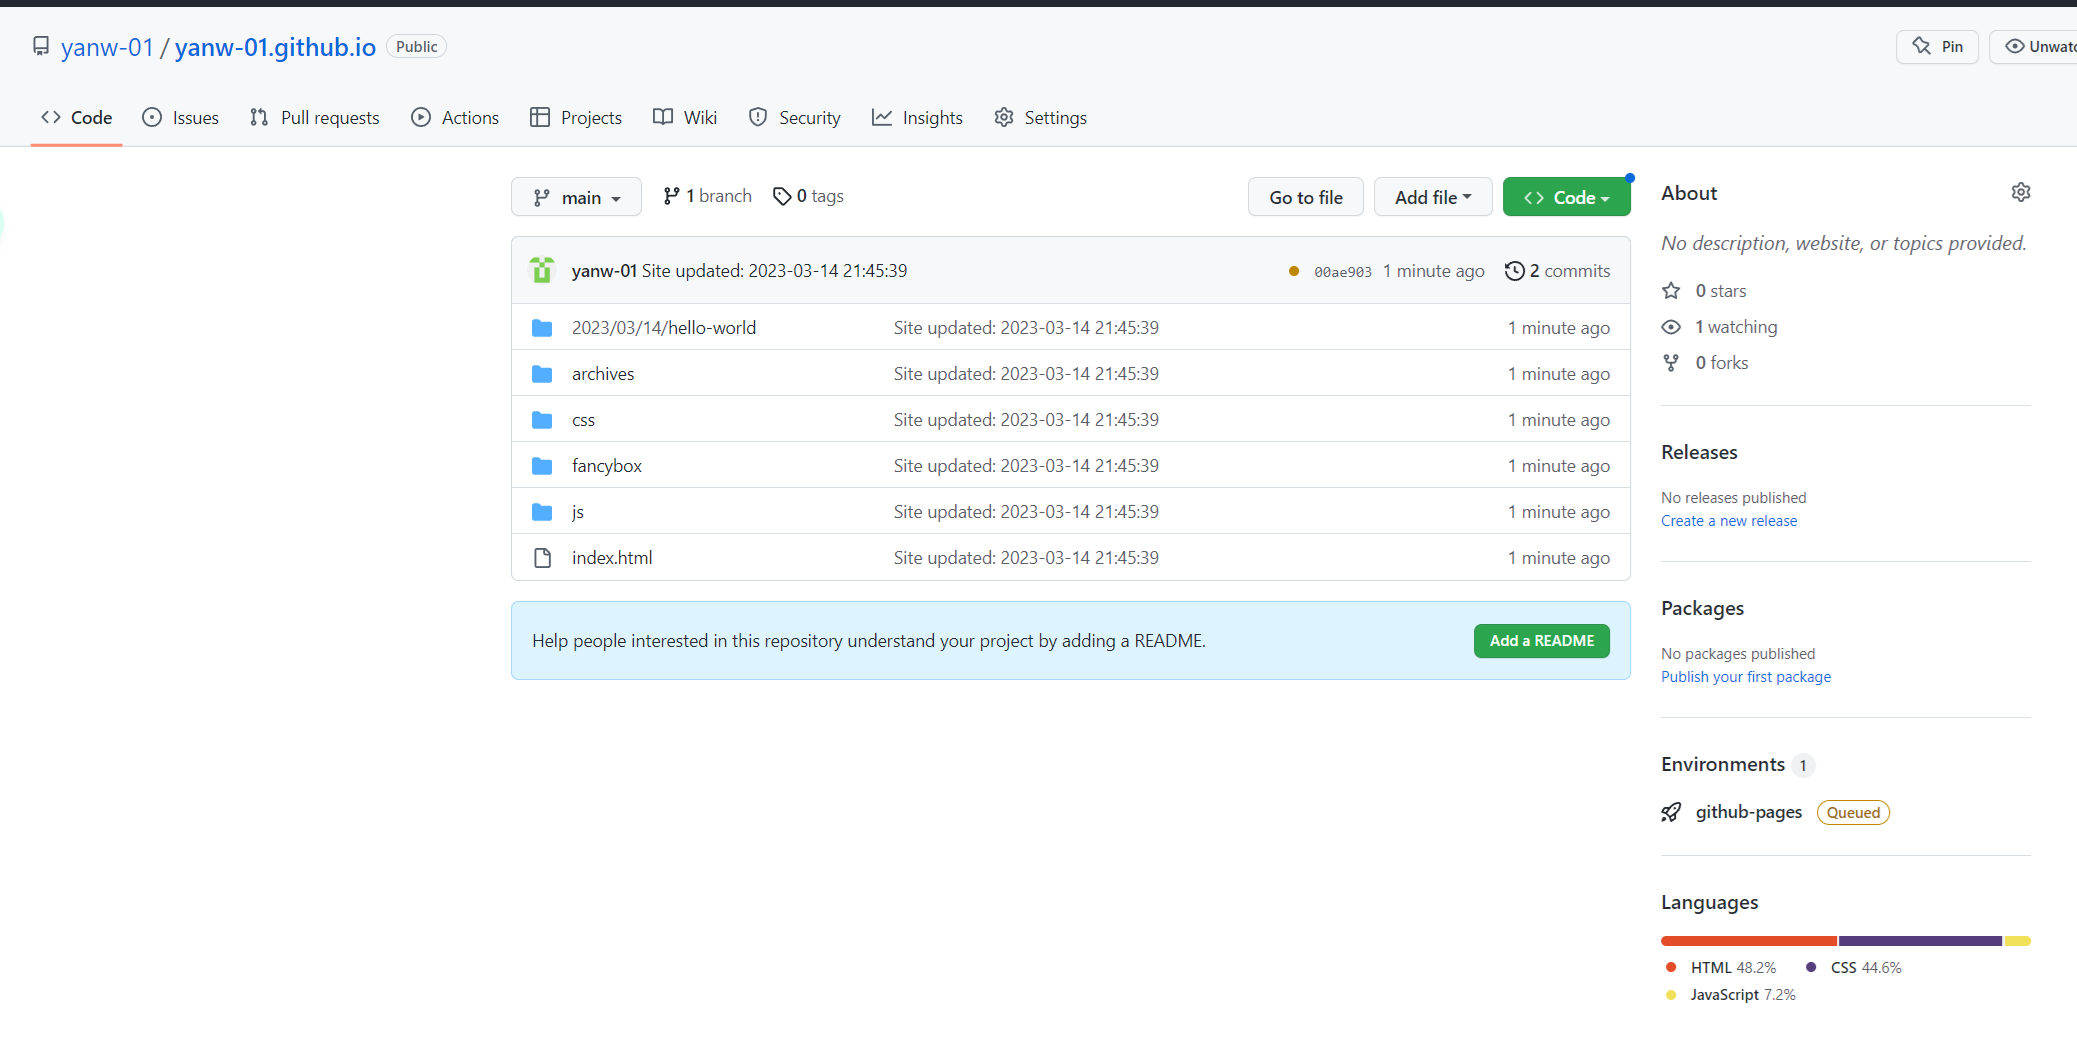 yanw-01 / yanw-01.github.io Public
Pin
Code Issues Pull requests Actions Projects Wiki Security Insights Settings
main 1 branch 0 tags Go to file Add file Code
yanw-01 Site updated: 2023-03-14 21:45:39 00ae903 1 minute ago 2 commits
2023/03/14/hello-world Site updated: 2023-03-14 21:45:39 1 minute ago
archives Site updated: 2023-03-14 21:45:39 1 minute ago
css Site updated: 2023-03-14 21:45:39 1 minute ago
fancybox Site updated: 2023-03-14 21:45:39 1 minute ago
js Site updated: 2023-03-14 21:45:39 1 minute ago
index.html Site updated: 2023-03-14 21:45:39 1 minute ago
Help people interested in this repository understand your project by adding a README. Add a README
About
No description, website, or topics provided.
0 stars
1 watching
0 forks
Releases
No releases published
Create a new release
Packages
No packages published
Publish your first package
Environments 1
github-pages Queued
Languages
HTML 48.2% CSS 44.6%
JavaScript 7.2%